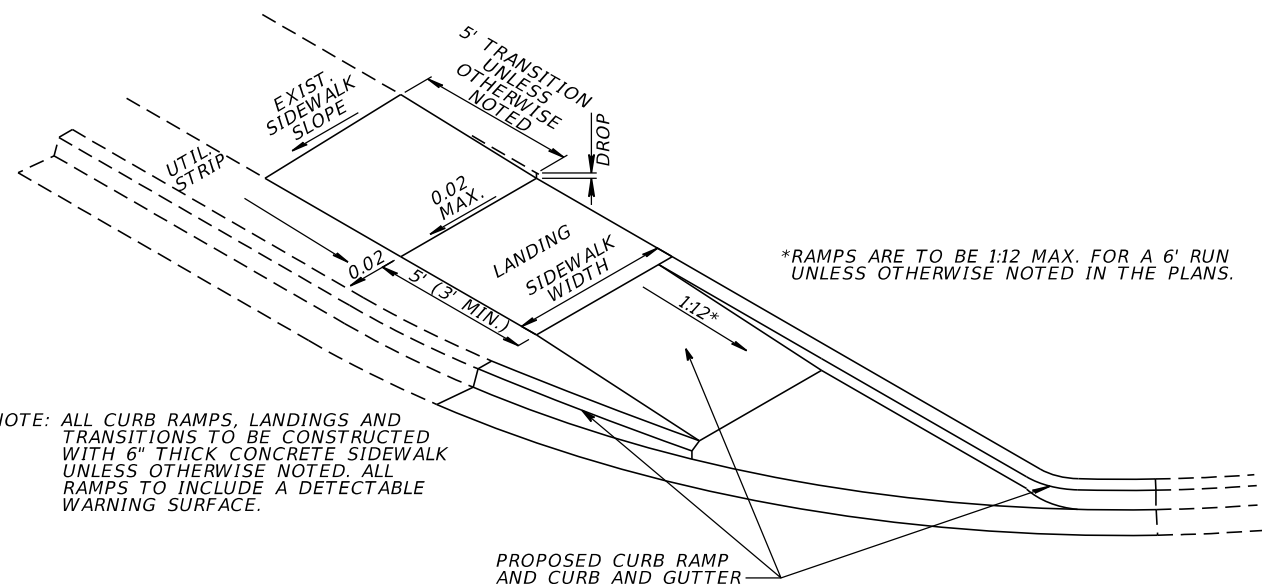 5' TRANSITION
UNLESS
OTHERWISE
NOTED
EXIST.
SIDEWALK
SLOPE
DROP
UTIL.
STRIP
0.02
MAX.
0.02
5' (3' MIN.)
LANDING
SIDEWALK
WIDTH
1:12*
*RAMPS ARE TO BE 1:12 MAX. FOR A 6' RUN
UNLESS OTHERWISE NOTED IN THE PLANS.
OTE: ALL CURB RAMPS, LANDINGS AND
TRANSITIONS TO BE CONSTRUCTED
WITH 6" THICK CONCRETE SIDEWALK
UNLESS OTHERWISE NOTED. ALL
RAMPS TO INCLUDE A DETECTABLE
WARNING SURFACE.
PROPOSED CURB RAMP
AND CURB AND GUTTER